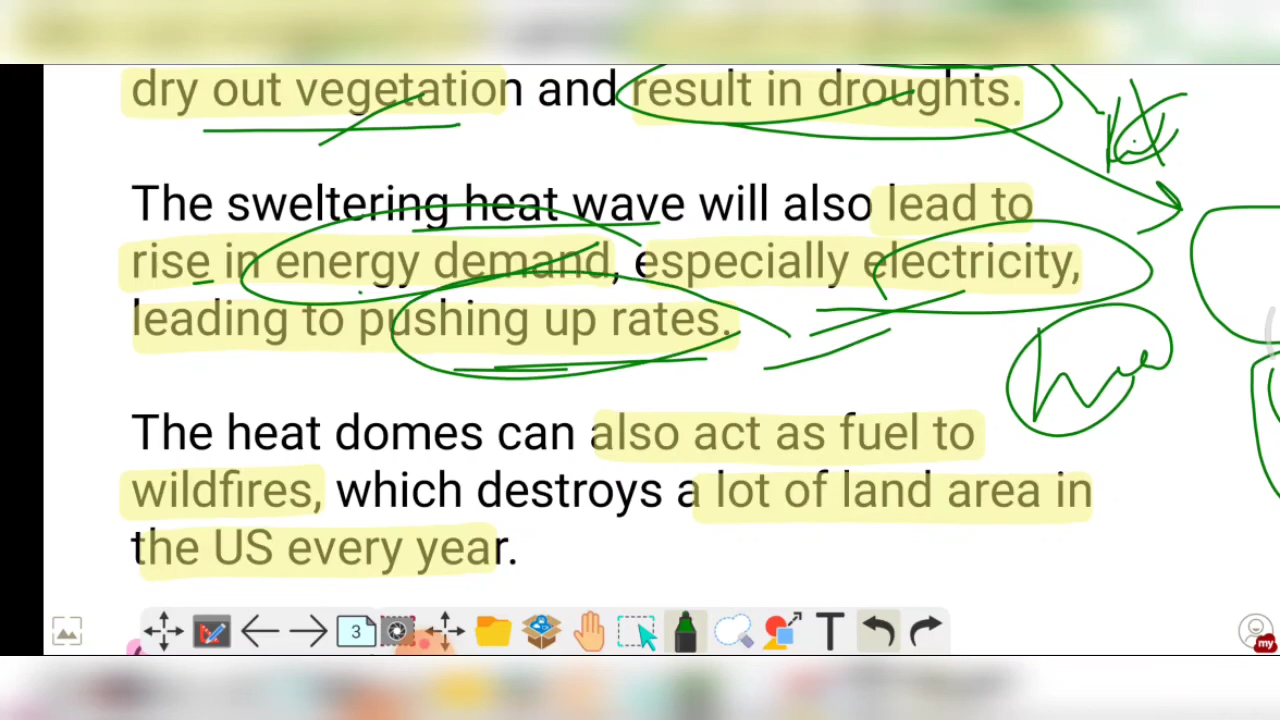 dry out vegetation and result in droughts.
The sweltering heat wave will also lead to
rise in energy demand, especially electricity,
leading to pushing up rates.
The heat domes can also act as fuel to
wildfires, which destroys a lot of land area in
the US every year.
3
T
my